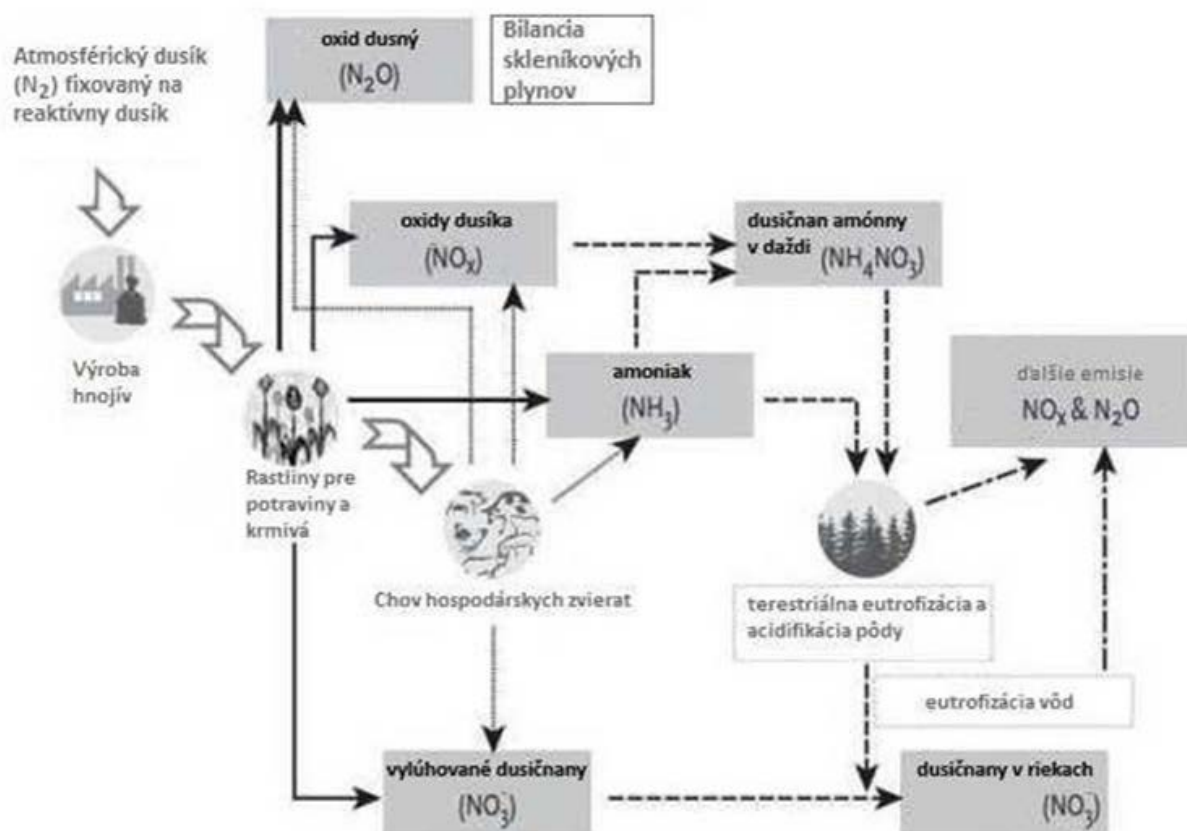 oxid dusný
(N₂O)
Bilancia
skleníkových
plynov
Atmosférický dusík
(N₂) fixovaný na
reaktívny dusík
oxidy dusíka
(NOₓ)
dusičnan amónny
v daždi (NH₄NO₃)
Výroba
hnojív
amoniak
(NH₃)
ďalšie emisie
NOₓ & N₂O
Rastliny pre
potraviny a
krmivá
Chov hospodárskych zvierat
terestriálna eutrofizácia a
acidifikácia pôdy
eutrofizácia vôd
vylúhované dusičnany
(NO₃⁻)
dusičnany v riekach
(NO₃⁻)